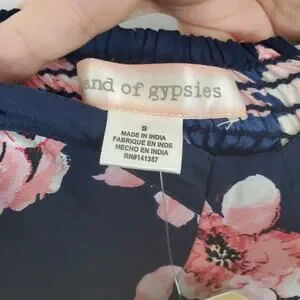 and of gypsies
S
MADE IN INDIA
FABRIQUE EN INDE
HECHO EN INDIA
RN#141357